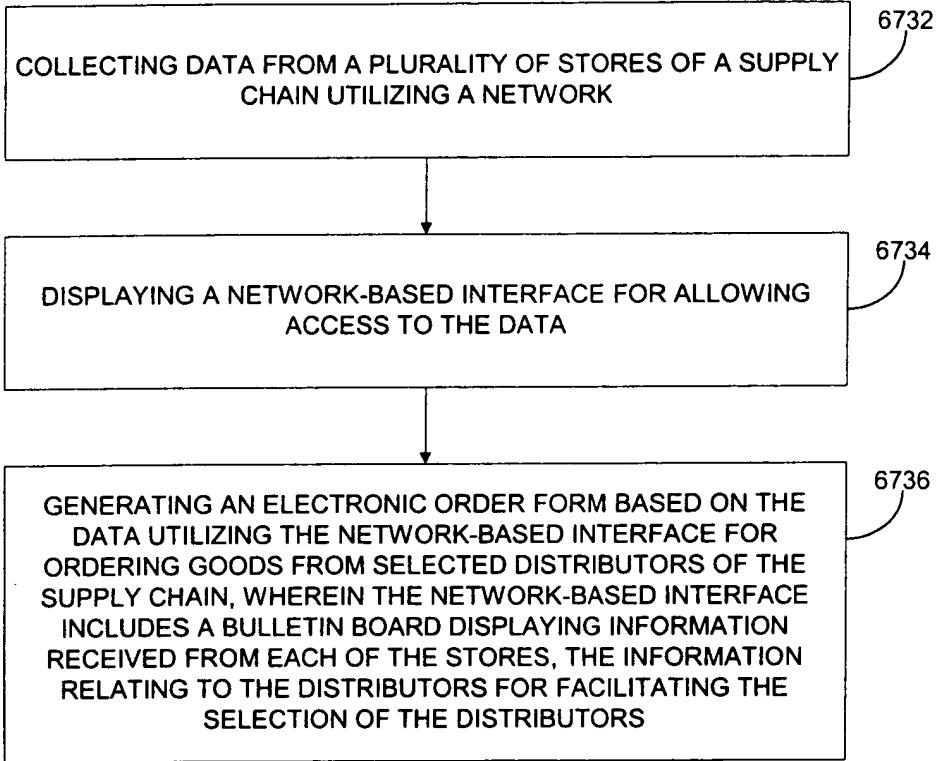 6732
COLLECTING DATA FROM A PLURALITY OF STORES OF A SUPPLY
CHAIN UTILIZING A NETWORK
6734
DISPLAYING A NETWORK-BASED INTERFACE FOR ALLOWING
ACCESS TO THE DATA
6736
GENERATING AN ELECTRONIC ORDER FORM BASED ON THE
DATA UTILIZING THE NETWORK-BASED INTERFACE FOR
ORDERING GOODS FROM SELECTED DISTRIBUTORS OF THE
SUPPLY CHAIN, WHEREIN THE NETWORK-BASED INTERFACE
INCLUDES A BULLETIN BOARD DISPLAYING INFORMATION
RECEIVED FROM EACH OF THE STORES, THE INFORMATION
RELATING TO THE DISTRIBUTORS FOR FACILITATING THE
SELECTION OF THE DISTRIBUTORS